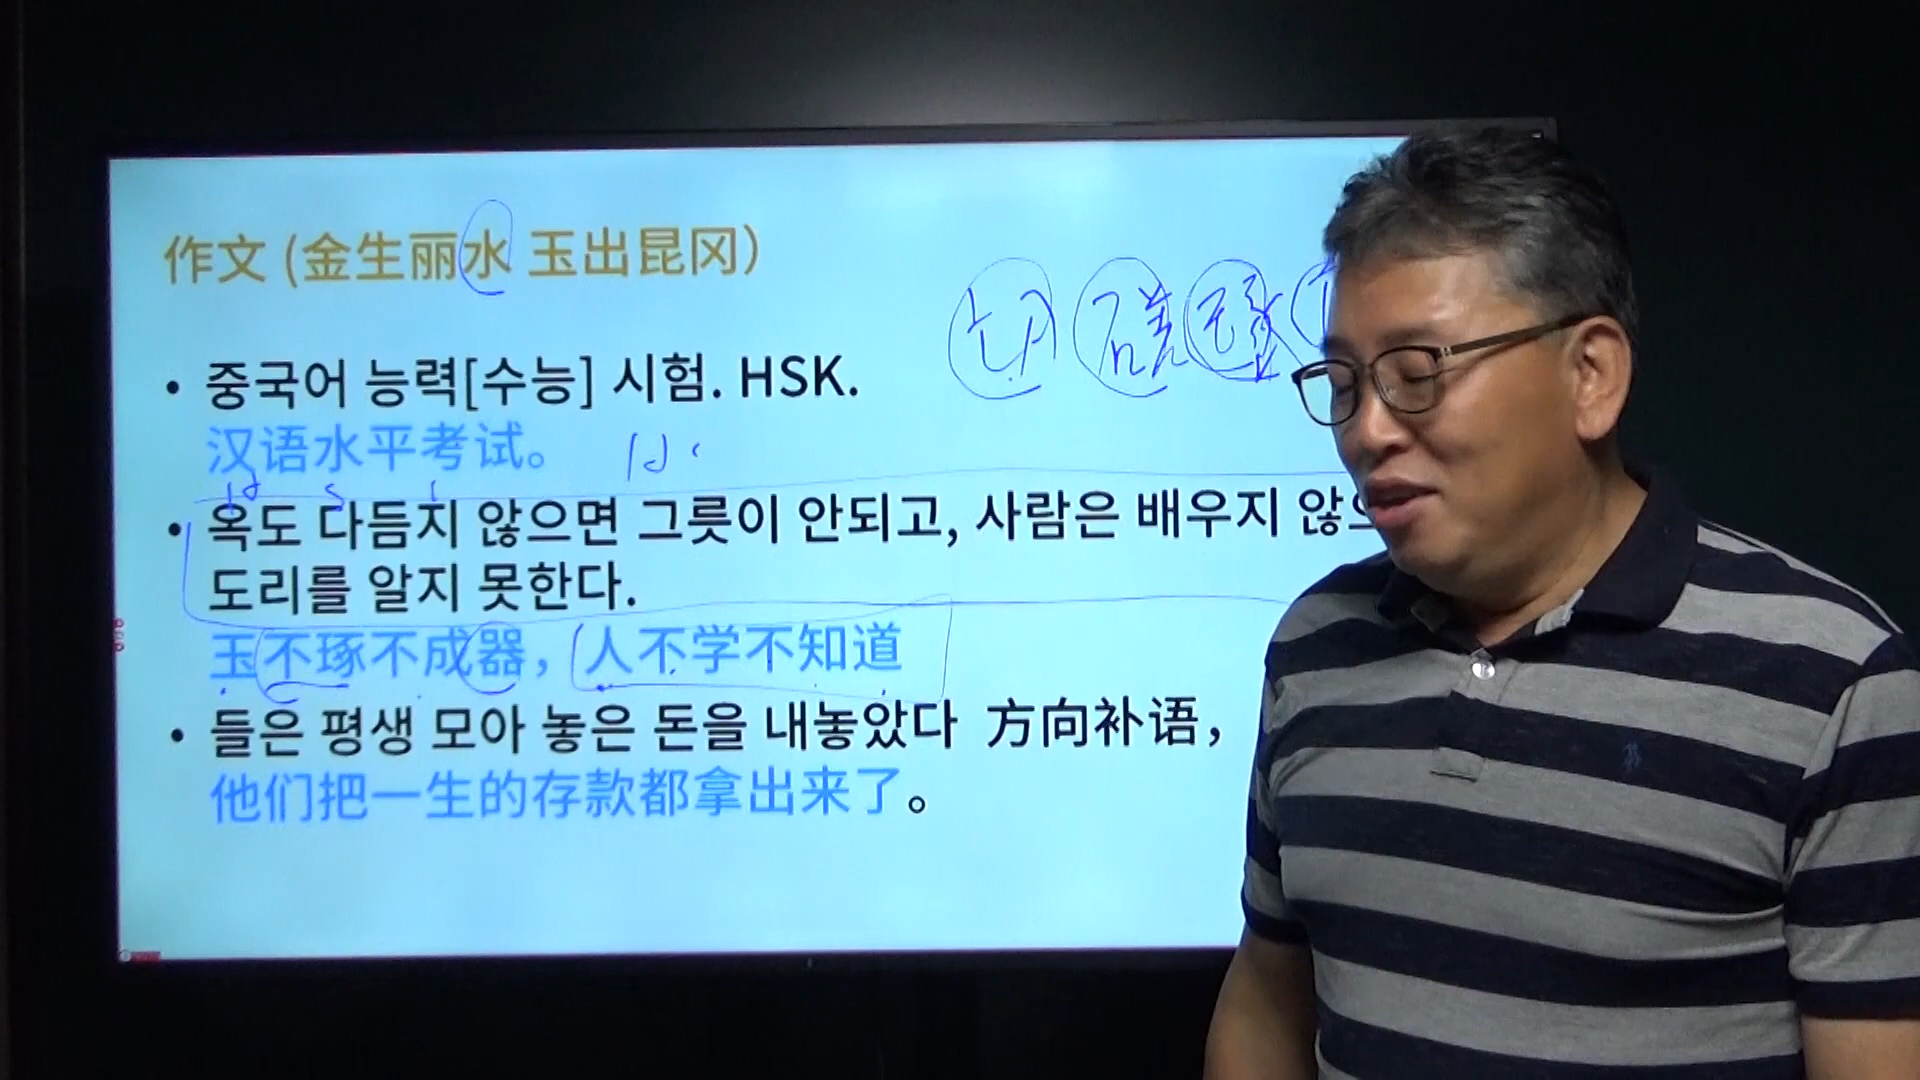 作文 (金生丽水 玉出昆冈)
切 磋 琢
• 중국어 능력[수능] 시험. HSK.
汉语水平考试。
• 옥도 다듬지 않으면 그릇이 안되고, 사람은 배우지 않으
도리를 알지 못한다.
玉不琢不成器，人不学不知道
• 들은 평생 모아 놓은 돈을 내놓았다 方向补语，
他们把一生的存款都拿出来了。